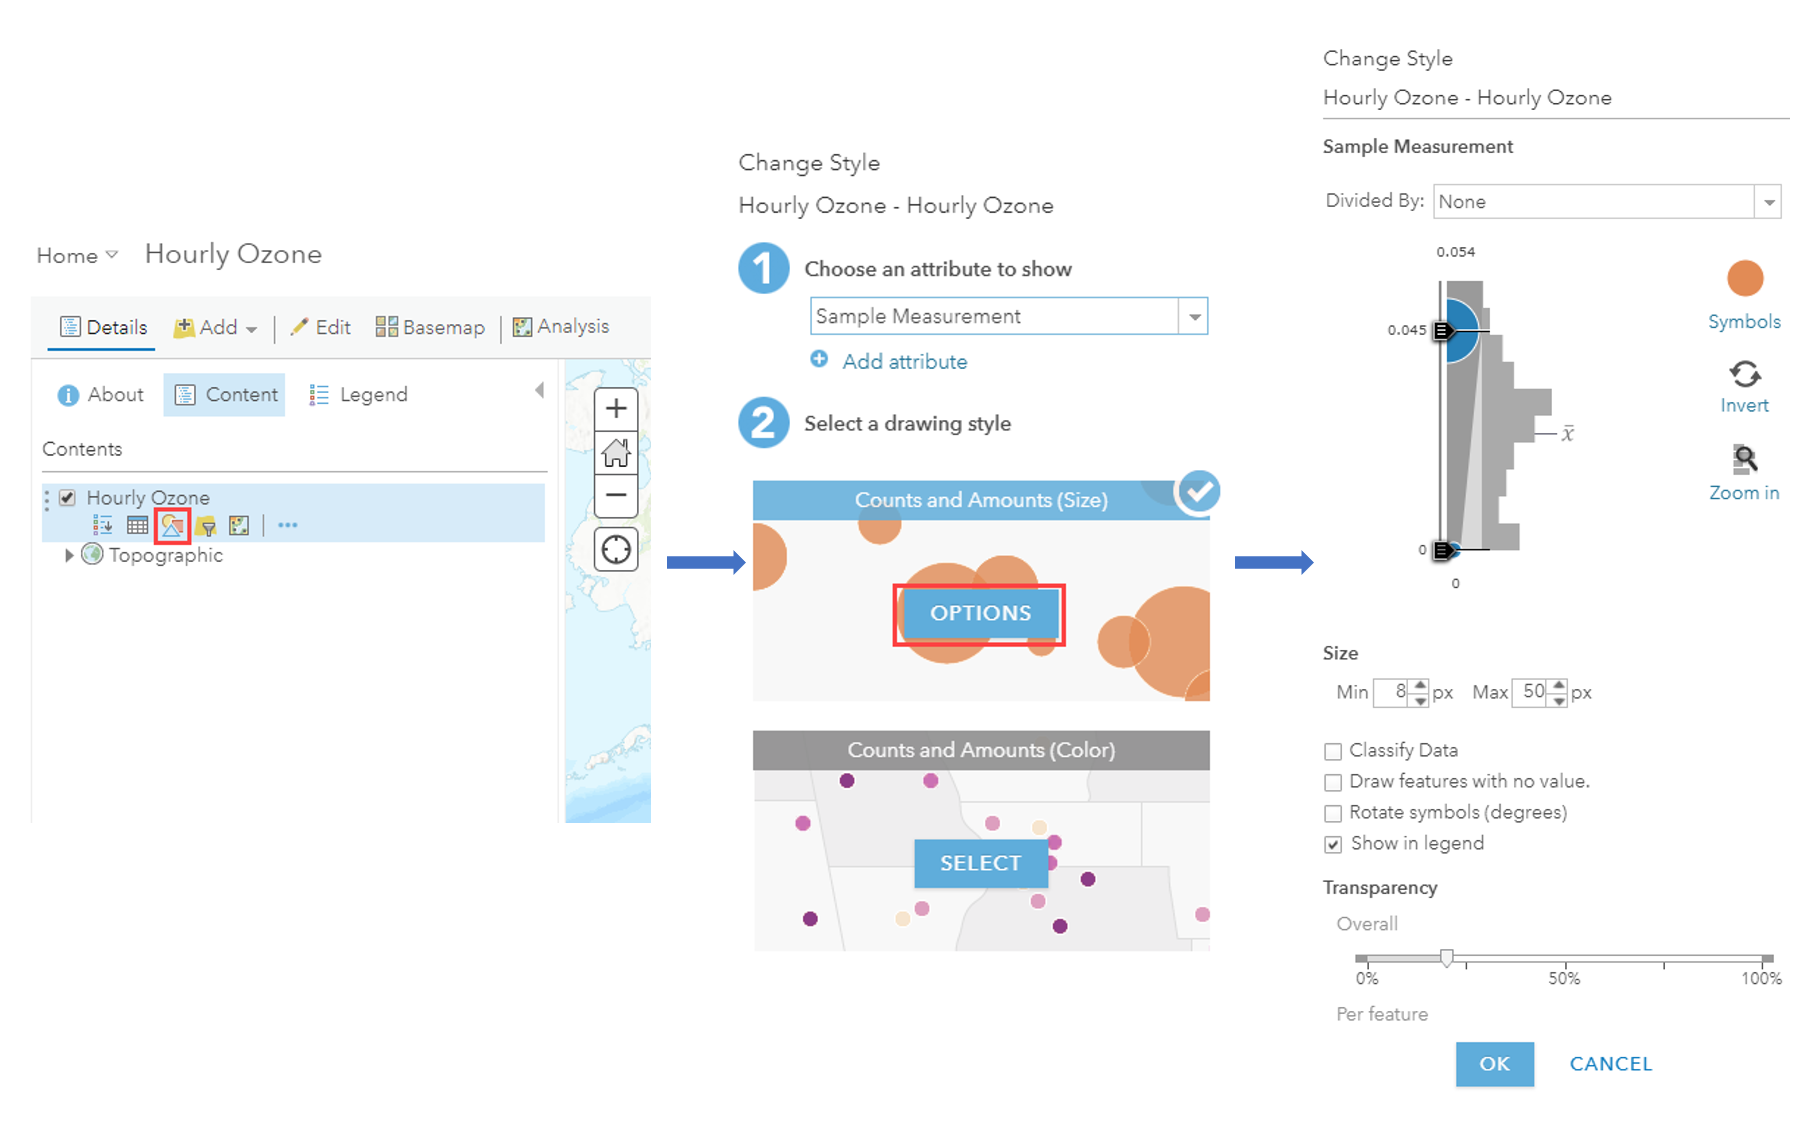 Home
Hourly Ozone
Details
Add
Edit
Basemap
Analysis
About
Content
Legend
Contents
Hourly Ozone
Topographic
Change Style
Hourly Ozone - Hourly Ozone
1
Choose an attribute to show
Sample Measurement
Add attribute
2
Select a drawing style
Counts and Amounts (Size)
OPTIONS
Counts and Amounts (Color)
SELECT
Change Style
Hourly Ozone - Hourly Ozone
Sample Measurement
Divided By: None
0.054
0.045
x̄
0
0
Symbols
Invert
Zoom in
Size
Min 8 px Max 50 px
Classify Data
Draw features with no value.
Rotate symbols (degrees)
Show in legend
Transparency
Overall
0% 50% 100%
Per feature
OK CANCEL